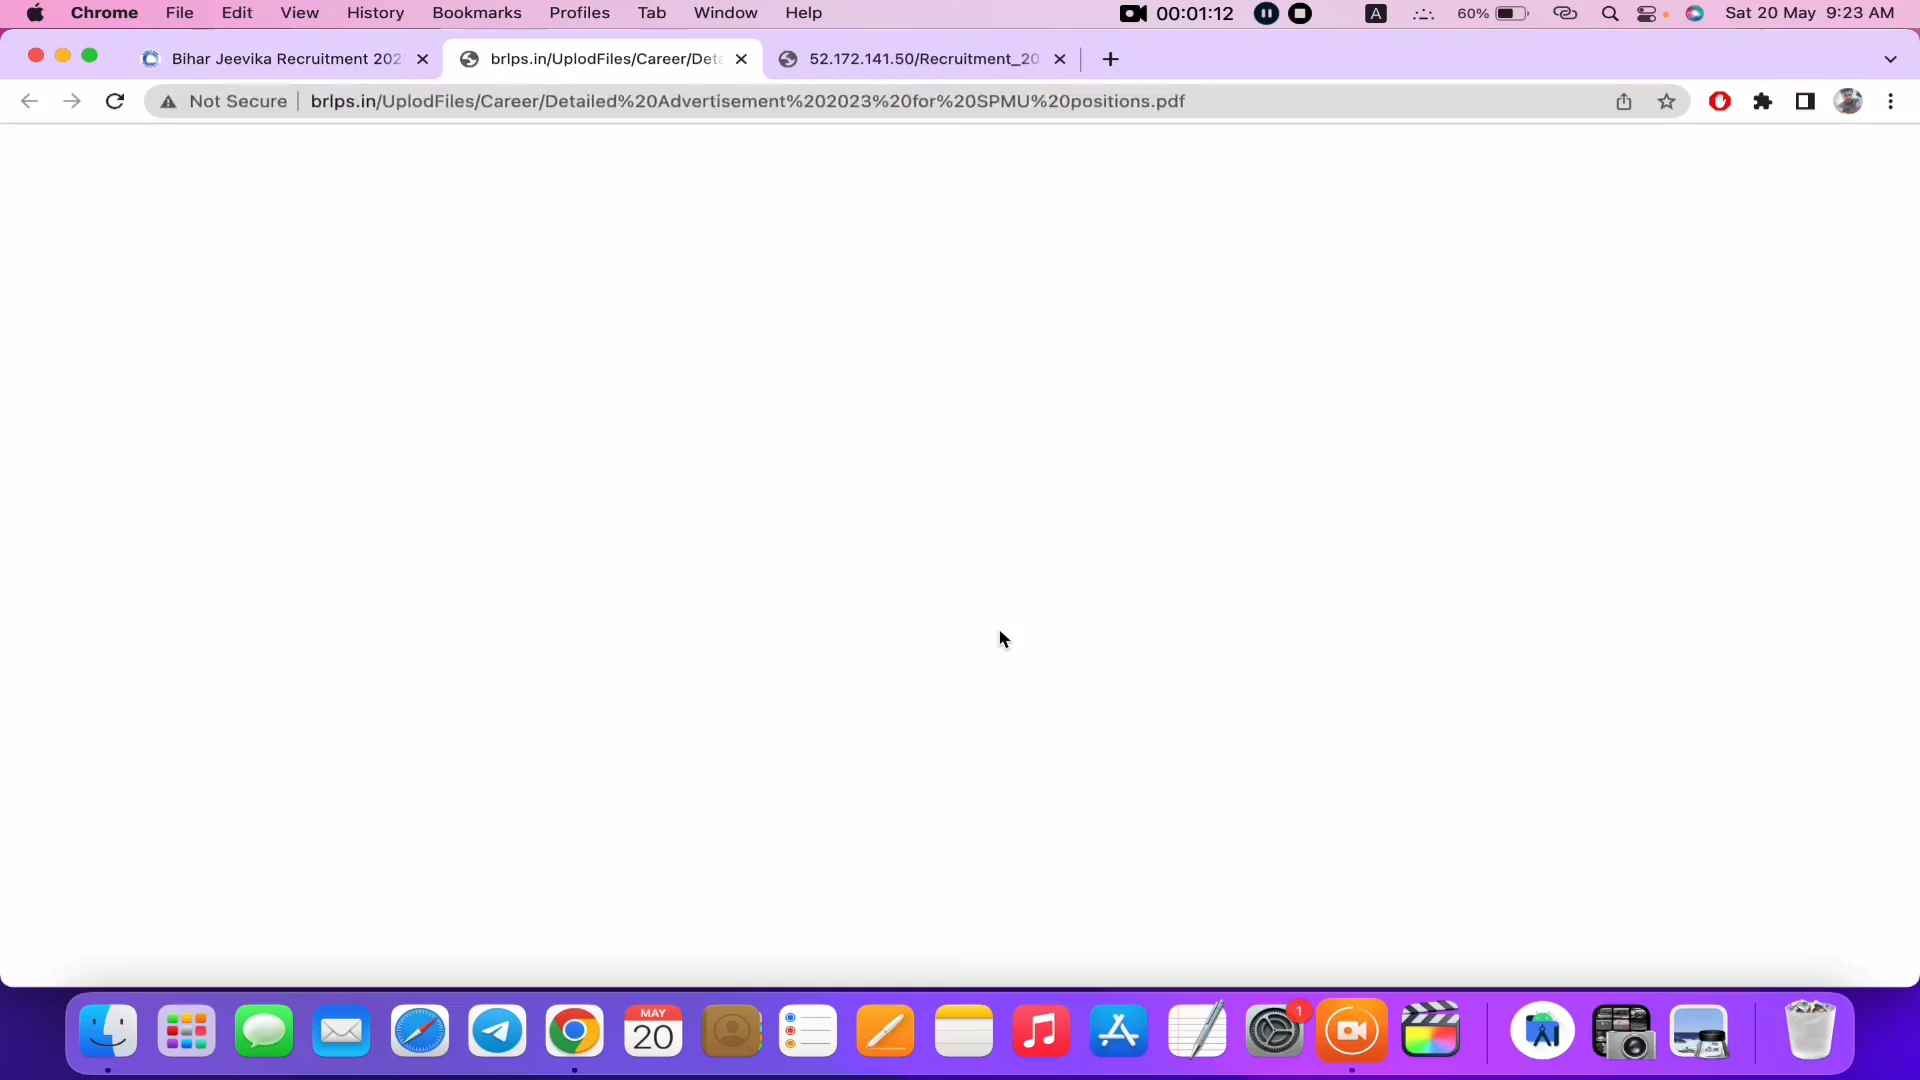 Chrome File Edit View History Bookmarks Profiles Tab Window Help 00:01:12 A 60% Sat 20 May 9:23 AM
Bihar Jeevika Recruitment 202 brlps.in/UplodFiles/Career/Deta 52.172.141.50/Recruitment_20
Not Secure brlps.in/UplodFiles/Career/Detailed%20Advertisement%202023%20for%20SPMU%20positions.pdf
MAY
20
1